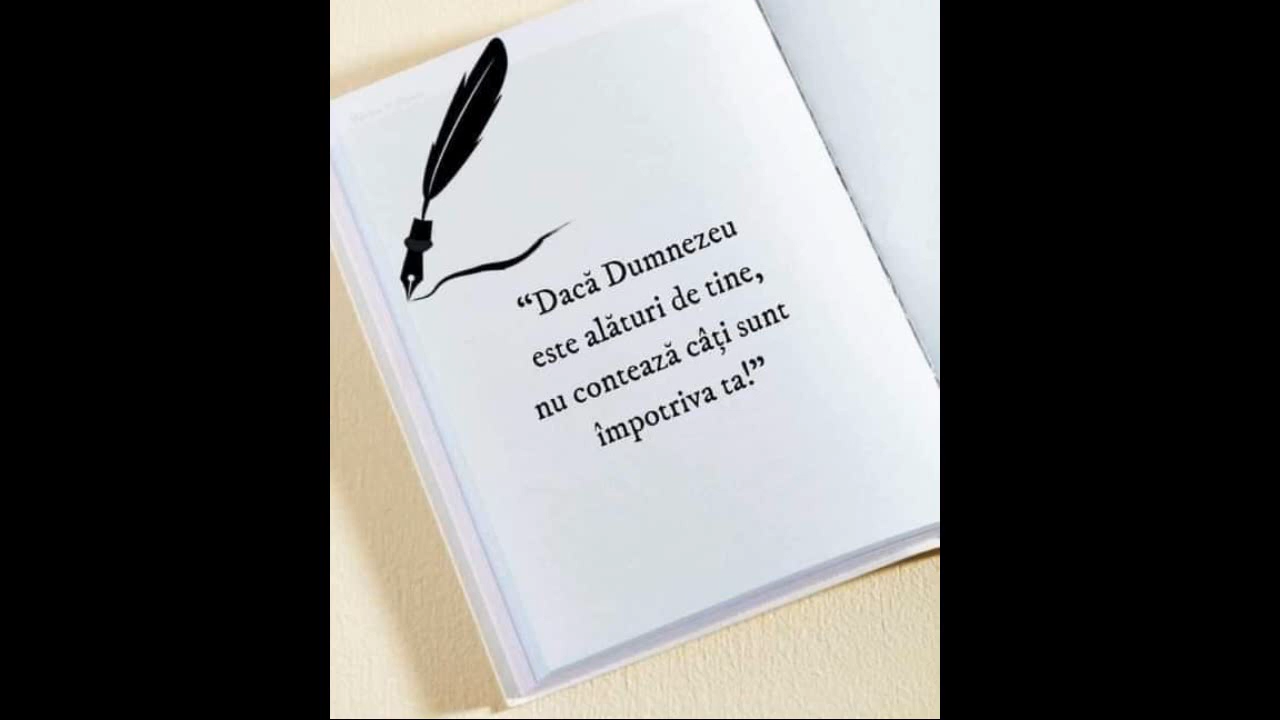 “Dacă Dumnezeu
este alături de tine,
nu contează câți sunt
împotriva ta!”